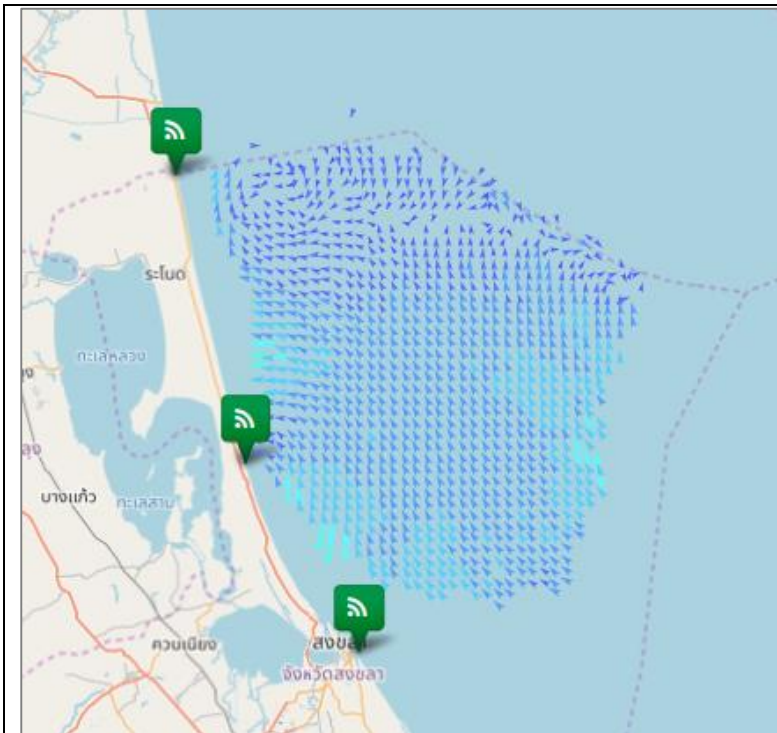 ระโนด
ทะเลหลวง
บางแก้ว
ทะเลสาบ
ควนเนียง
สงขลา
จังหวัดสงขลา